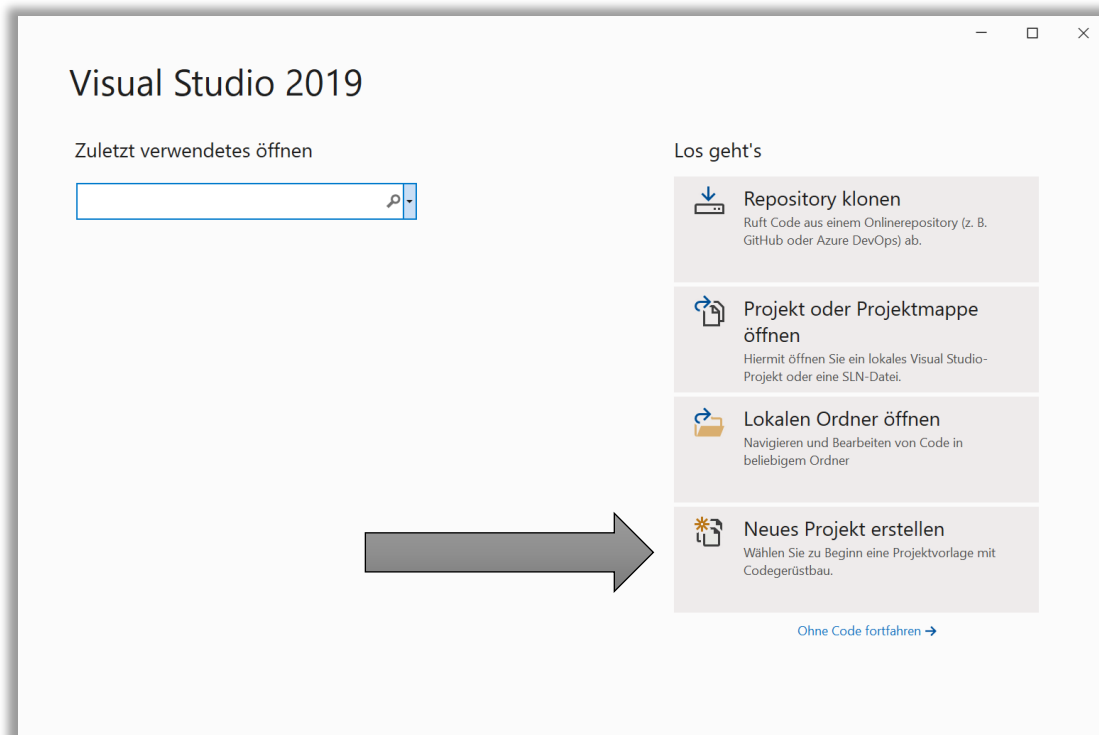 Visual Studio 2019
Zuletzt verwendetes öffnen
Los geht's
Repository klonen
Ruft Code aus einem Onlinerepository (z. B.
GitHub oder Azure DevOps) ab.
Projekt oder Projektmappe
öffnen
Hiermit öffnen Sie ein lokales Visual Studio-
Projekt oder eine SLN-Datei.
Lokalen Ordner öffnen
Navigieren und Bearbeiten von Code in
beliebigem Ordner
Neues Projekt erstellen
Wählen Sie zu Beginn eine Projektvorlage mit
Codegerüstbau.
Ohne Code fortfahren